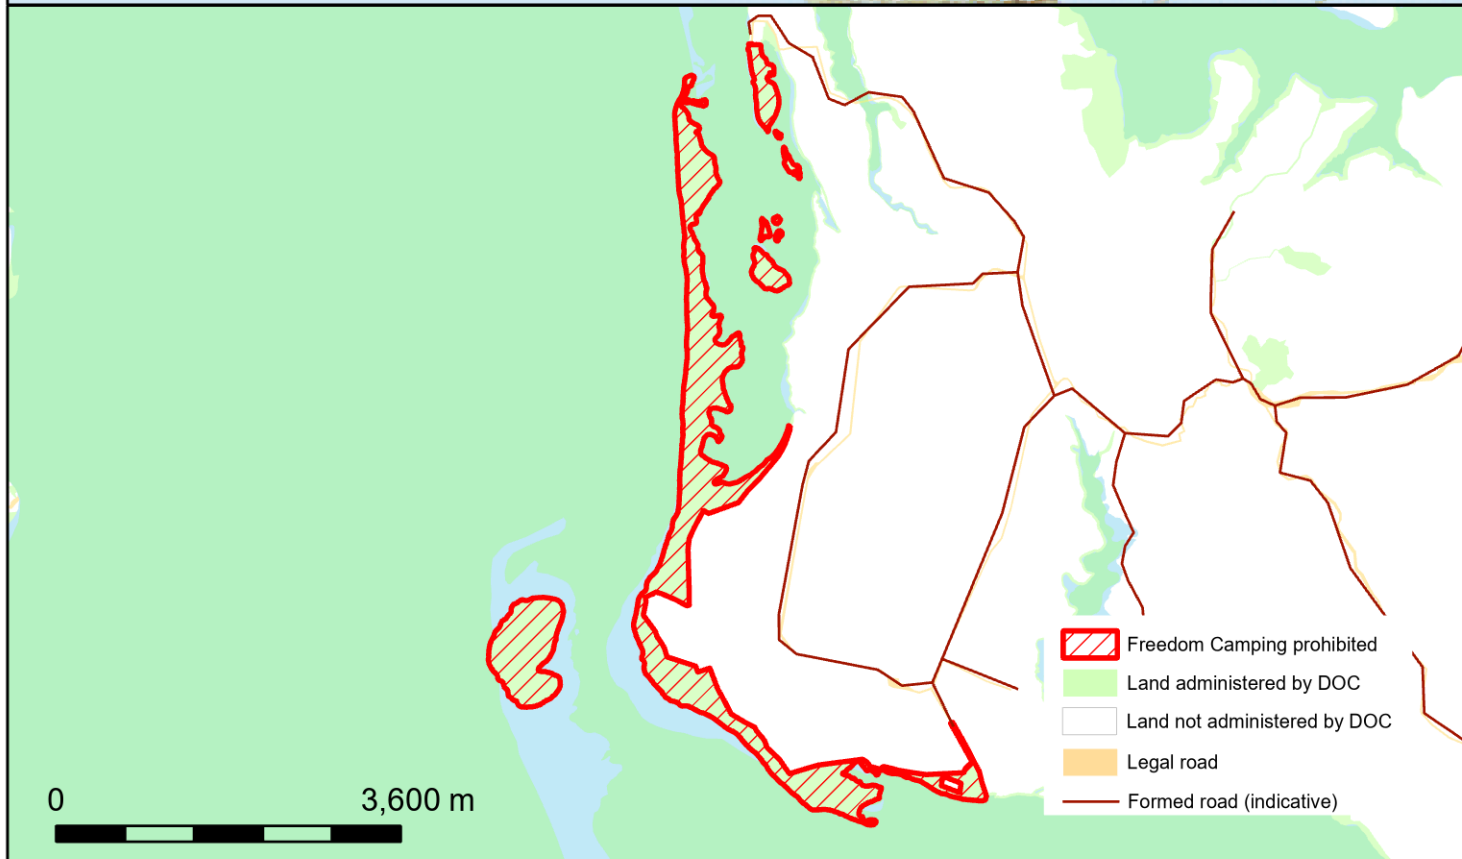 Freedom Camping prohibited
Land administered by DOC
Land not administered by DOC
Legal road
Formed road (indicative)
0 3,600 m